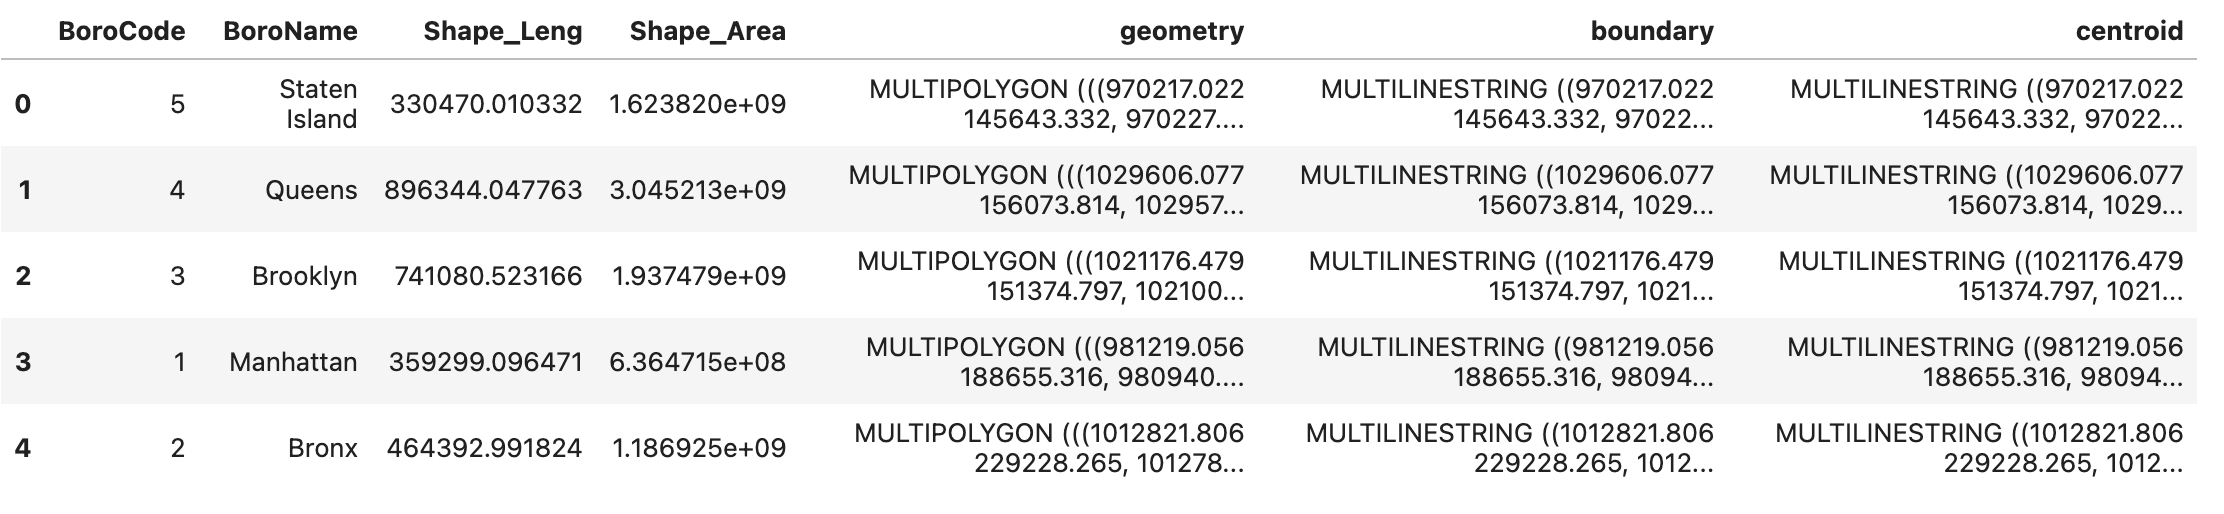 BoroCode BoroName Shape_Leng Shape_Area geometry boundary centroid
0 5 Staten Island 330470.010332 1.623820e+09 MULTIPOLYGON (((970217.022 145643.332, 970227.... MULTILINESTRING ((970217.022 145643.332, 97022... MULTILINESTRING ((970217.022 145643.332, 97022...
1 4 Queens 896344.047763 3.045213e+09 MULTIPOLYGON (((1029606.077 156073.814, 102957... MULTILINESTRING ((1029606.077 156073.814, 1029... MULTILINESTRING ((1029606.077 156073.814, 1029...
2 3 Brooklyn 741080.523166 1.937479e+09 MULTIPOLYGON (((1021176.479 151374.797, 102100... MULTILINESTRING ((1021176.479 151374.797, 1021... MULTILINESTRING ((1021176.479 151374.797, 1021...
3 1 Manhattan 359299.096471 6.364715e+08 MULTIPOLYGON (((981219.056 188655.316, 980940.... MULTILINESTRING ((981219.056 188655.316, 98094... MULTILINESTRING ((981219.056 188655.316, 98094...
4 2 Bronx 464392.991824 1.186925e+09 MULTIPOLYGON (((1012821.806 229228.265, 101278... MULTILINESTRING ((1012821.806 229228.265, 1012... MULTILINESTRING ((1012821.806 229228.265, 1012...